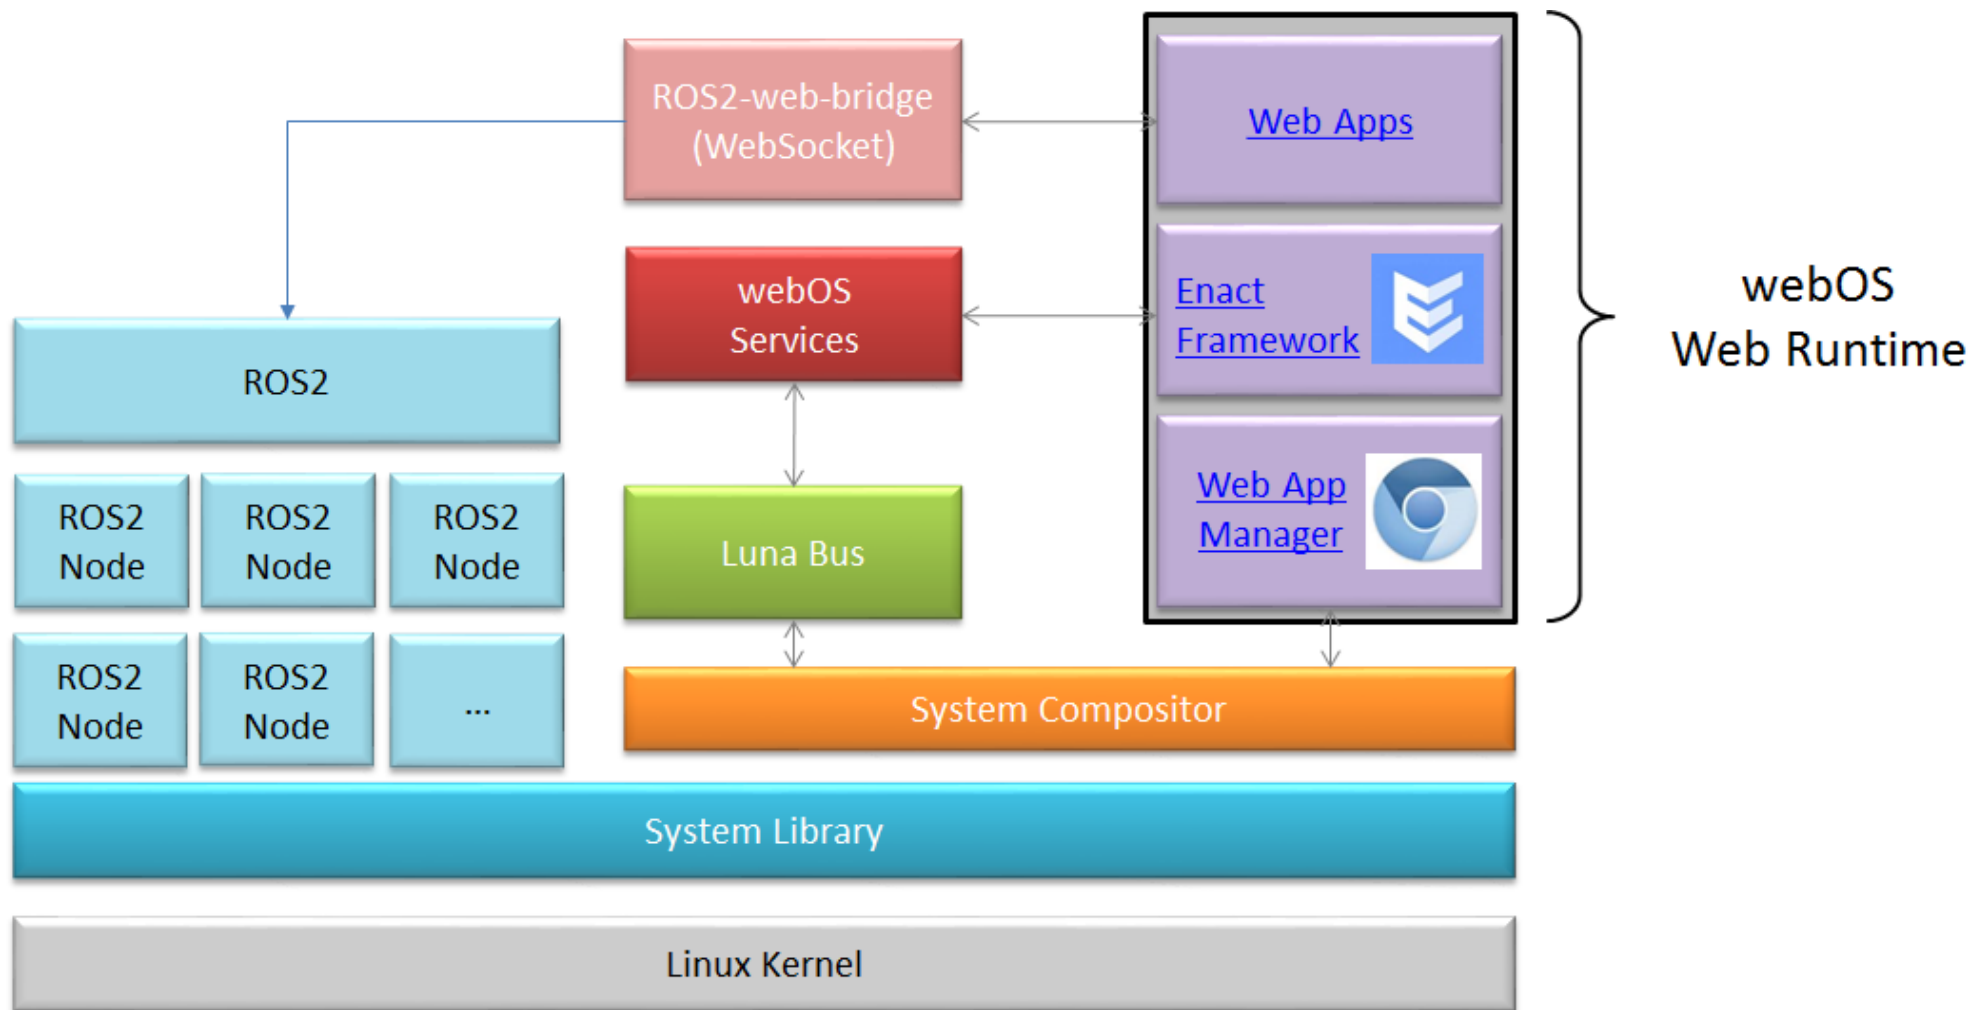 ROS2-web-bridge
(WebSocket)
Web Apps
webOS
Services
Enact
Framework
webOS
Web Runtime
ROS2
ROS2
Node
ROS2
Node
ROS2
Node
Luna Bus
Web App
Manager
ROS2
Node
ROS2
Node
...
System Compositor
System Library
Linux Kernel